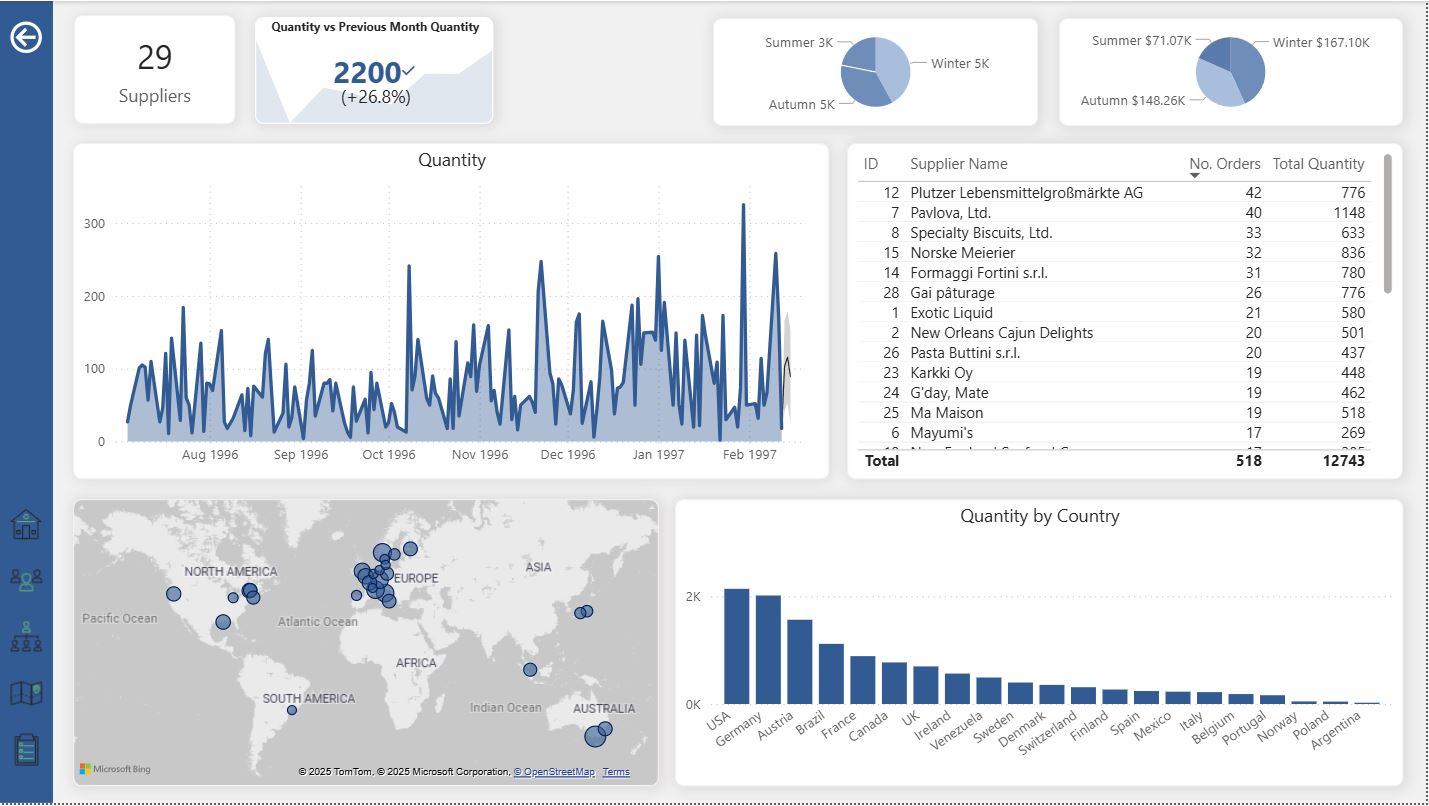 29
Suppliers
Quantity vs Previous Month Quantity
2200
(+26.8%)
Summer 3K
Winter 5K
Autumn 5K
Summer $71.07K
Winter $167.10K
Autumn $148.26K
Quantity
300
200
100
0
Aug 1996 Sep 1996 Oct 1996 Nov 1996 Dec 1996 Jan 1997 Feb 1997
ID Supplier Name No. Orders Total Quantity
12 Plutzer Lebensmittelgroßmärkte AG 42 776
7 Pavlova, Ltd. 40 1148
8 Specialty Biscuits, Ltd. 33 633
15 Norske Meierier 32 836
14 Formaggi Fortini s.r.l. 31 780
28 Gai pâturage 26 776
1 Exotic Liquid 21 580
2 New Orleans Cajun Delights 20 501
26 Pasta Buttini s.r.l. 20 437
23 Karkki Oy 19 448
24 G'day, Mate 19 462
25 Ma Maison 19 518
6 Mayumi's 17 269
Total 518 12743
NORTH AMERICA
EUROPE
ASIA
Pacific Ocean
Atlantic Ocean
AFRICA
SOUTH AMERICA
Indian Ocean
AUSTRALIA
Microsoft Bing
© 2025 TomTom, © 2025 Microsoft Corporation, © OpenStreetMap Terms
Quantity by Country
2K
0K
USA Germany Austria Brazil France Canada UK Ireland Venezuela Sweden Denmark Switzerland Finland Spain Mexico Italy Belgium Portugal Norway Poland Argentina